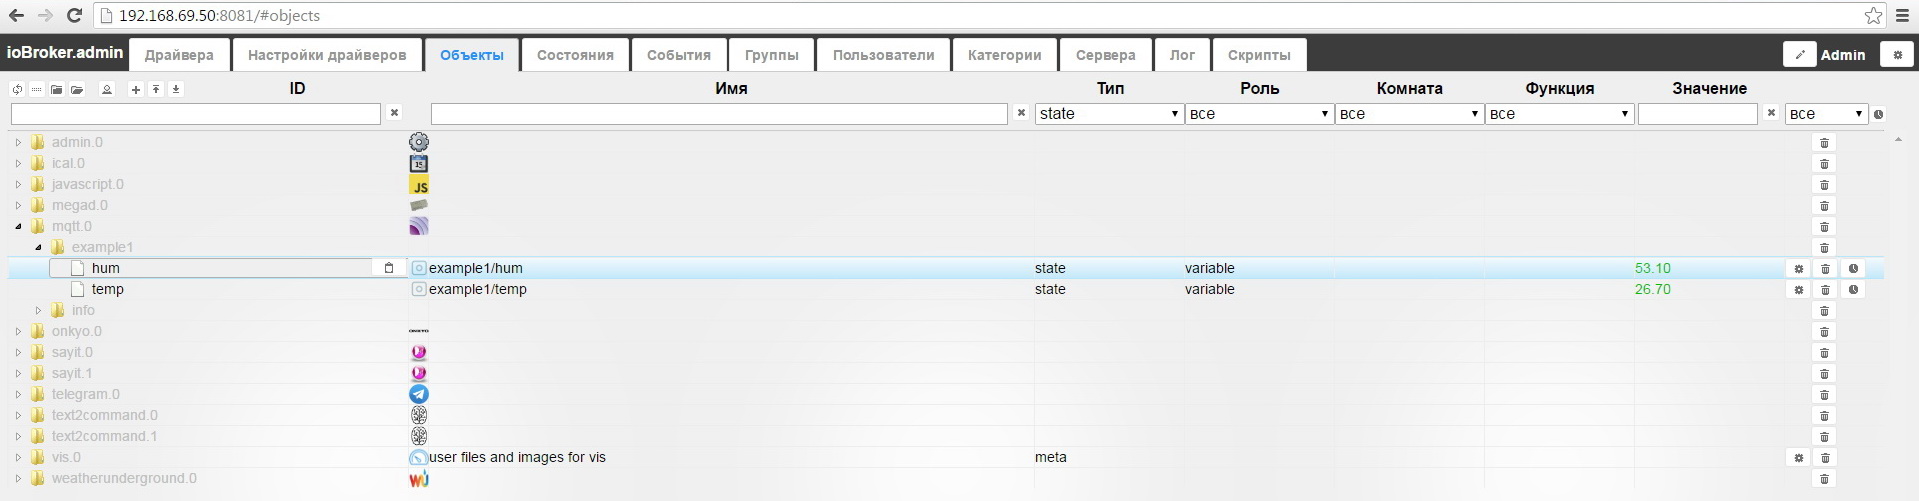 192.168.69.50:8081/#objects
ioBroker.admin Драйвера Настройки драйверов Объекты Состояния События Группы Пользователи Категории Сервера Лог Скрипты Admin
ID Имя Тип Роль Комната Функция Значение
state все все все все
admin.0
ical.0 15
javascript.0 JS
megad.0
mqtt.0
example1
hum example1/hum state variable 53.10
temp example1/temp state variable 26.70
info
onkyo.0 ONKYO
sayit.0
sayit.1
telegram.0
text2command.0
text2command.1
vis.0 user files and images for vis meta
weatherunderground.0